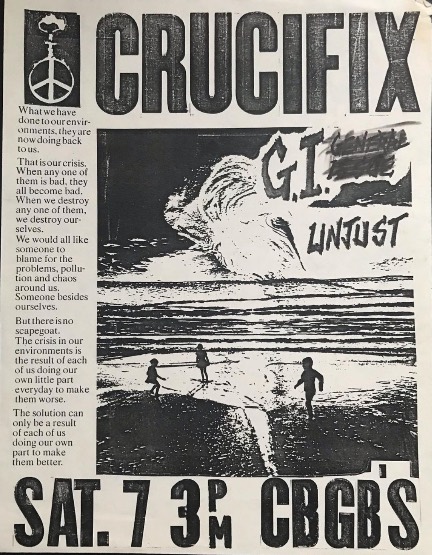 CRUCIFIX
What we have
done to our envir-
onments, they are
now doing back
to us.
That is our crisis.
When any one of
them is bad, they
all become bad.
When we destroy
any one of them,
we destroy our-
selves.
We would all like
someone to
blame for the
problems, pollu-
tion and chaos
around us.
Someone besides
ourselves.
But there is no
scapegoat.
The crisis in our
environments is
the result of each
of us doing our
own little part
everyday to make
them worse.
The solution can
only be a result
of each of us
doing our own
part to make
them better.
G.I.
UNJUST
SAT. 7 3PM CBGB'S